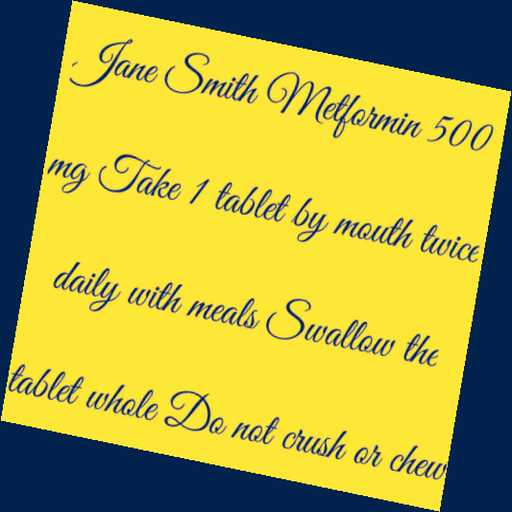 Jane Smith Metformin 500
mg Take 1 tablet by mouth twice
daily with meals Swallow the
tablet whole Do not crush or chew